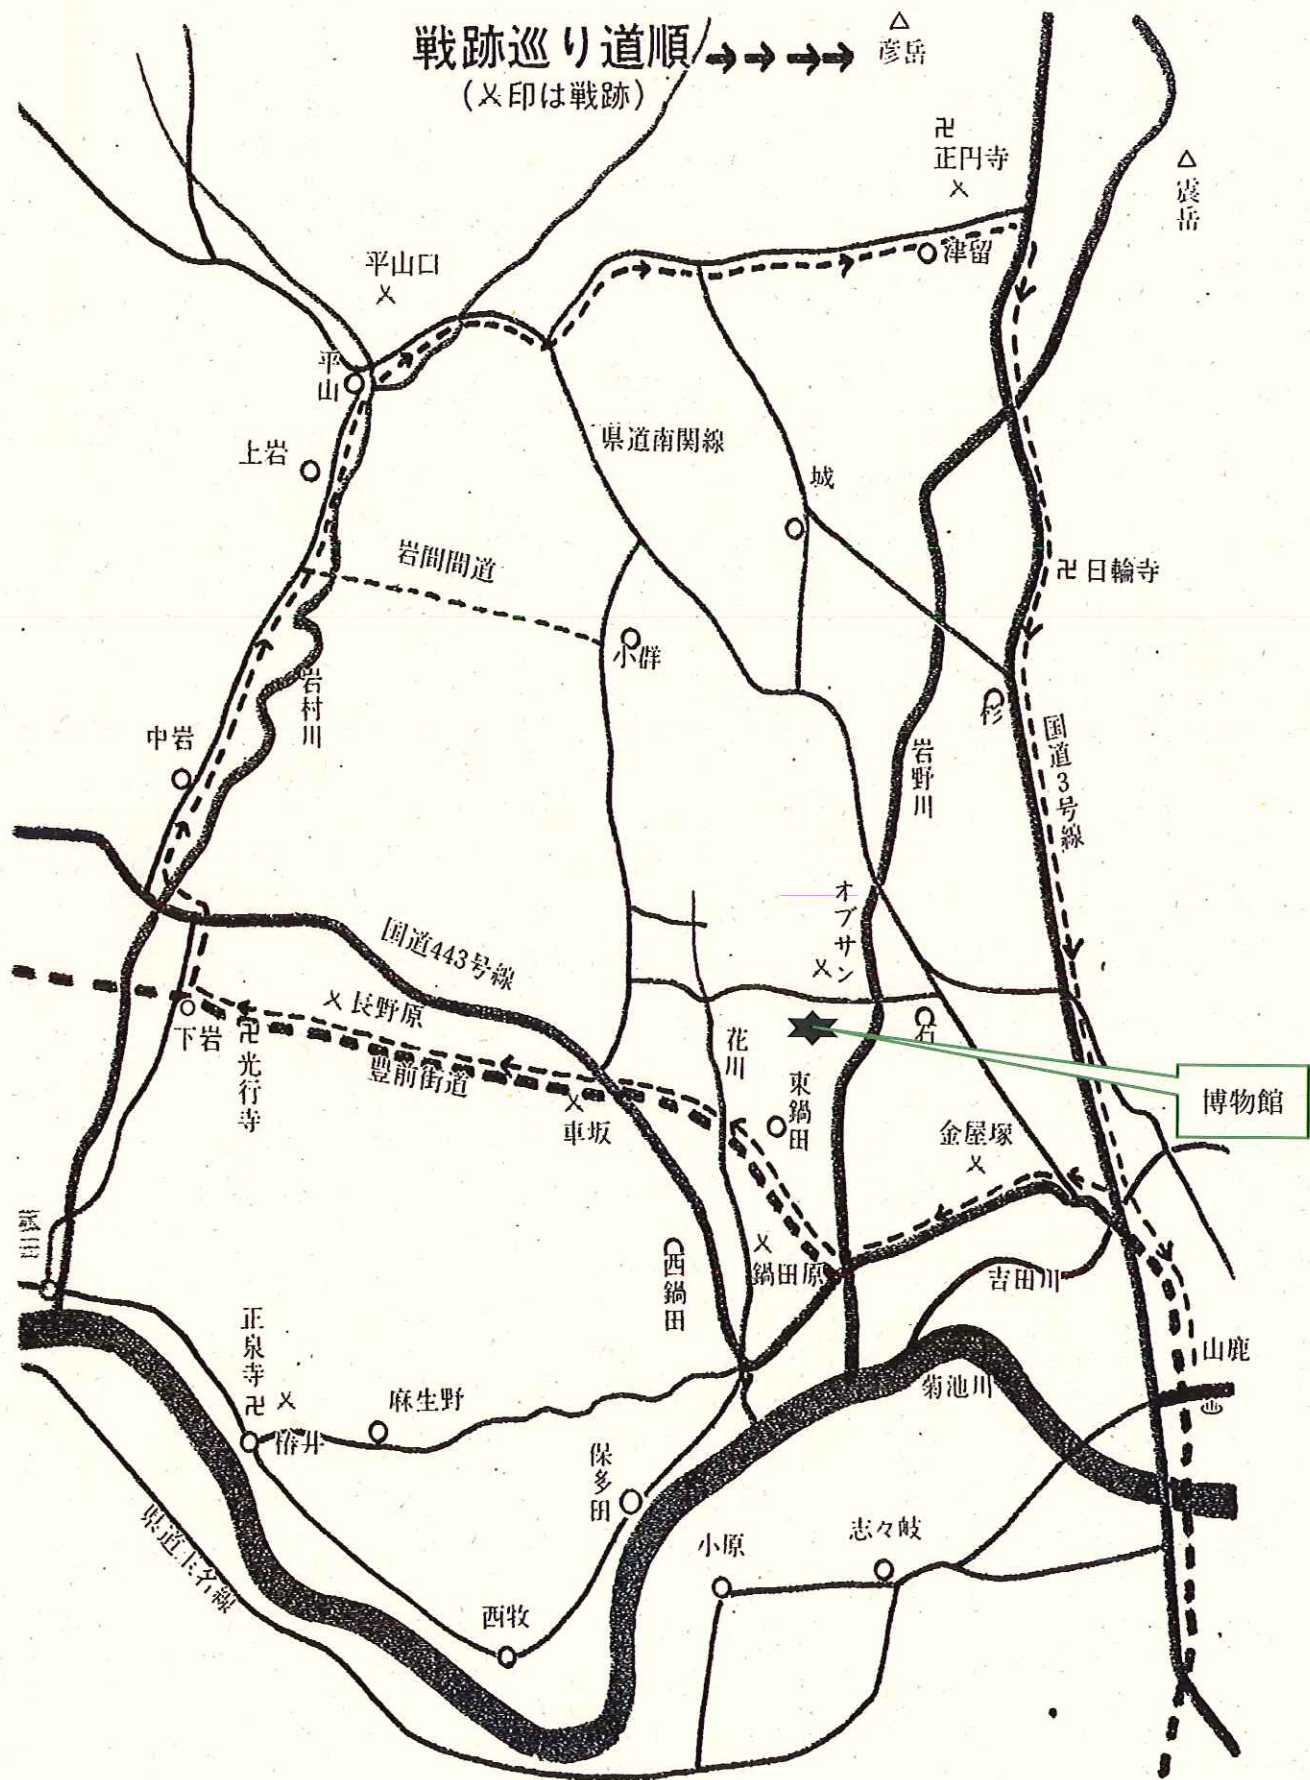 戦跡巡り道順
(〤印は戦跡)
彦岳
卍
正円寺
震岳
平山口
津留
平山
上岩
県道南関線
城
岩間間道
卍日輪寺
小群
岩村川
杉
中岩
国道3号線
岩野川
オブサン
国道443号線
長野原
下岩
卍光行寺
豊前街道
花川
石
博物館
東鍋田
車坂
金屋塚
西鍋田
鍋田原
吉田川
正泉寺卍
山鹿
菊池川
麻生野
保多田
県道玉名線
小原
志々岐
西牧